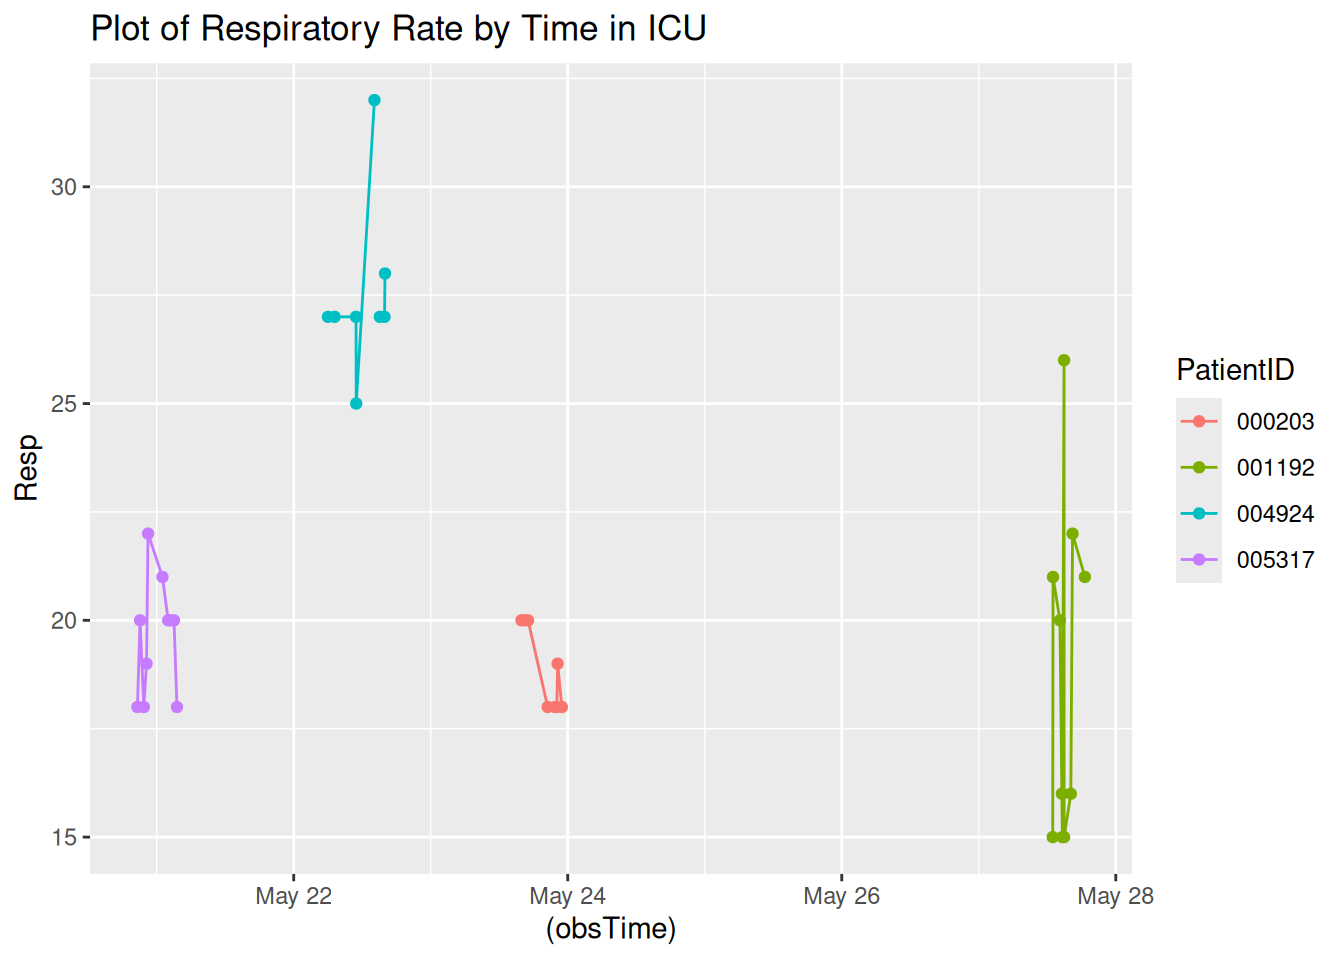 Plot of Respiratory Rate by Time in ICU
30
25
20
15
Resp
May 22
May 24
May 26
May 28
(obsTime)
PatientID
000203
001192
004924
005317